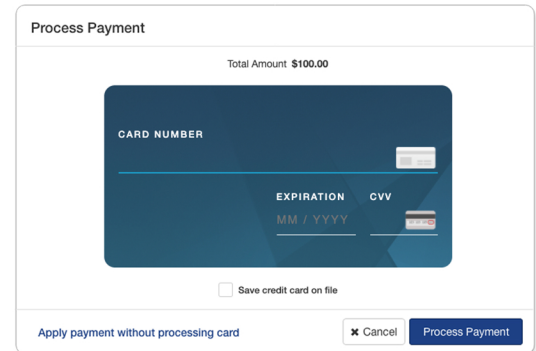 Process Payment
Total Amount $100.00
CARD NUMBER
EXPIRATION CVV
MM / YYYY
Save credit card on file
Apply payment without processing card
✖ Cancel
Process Payment